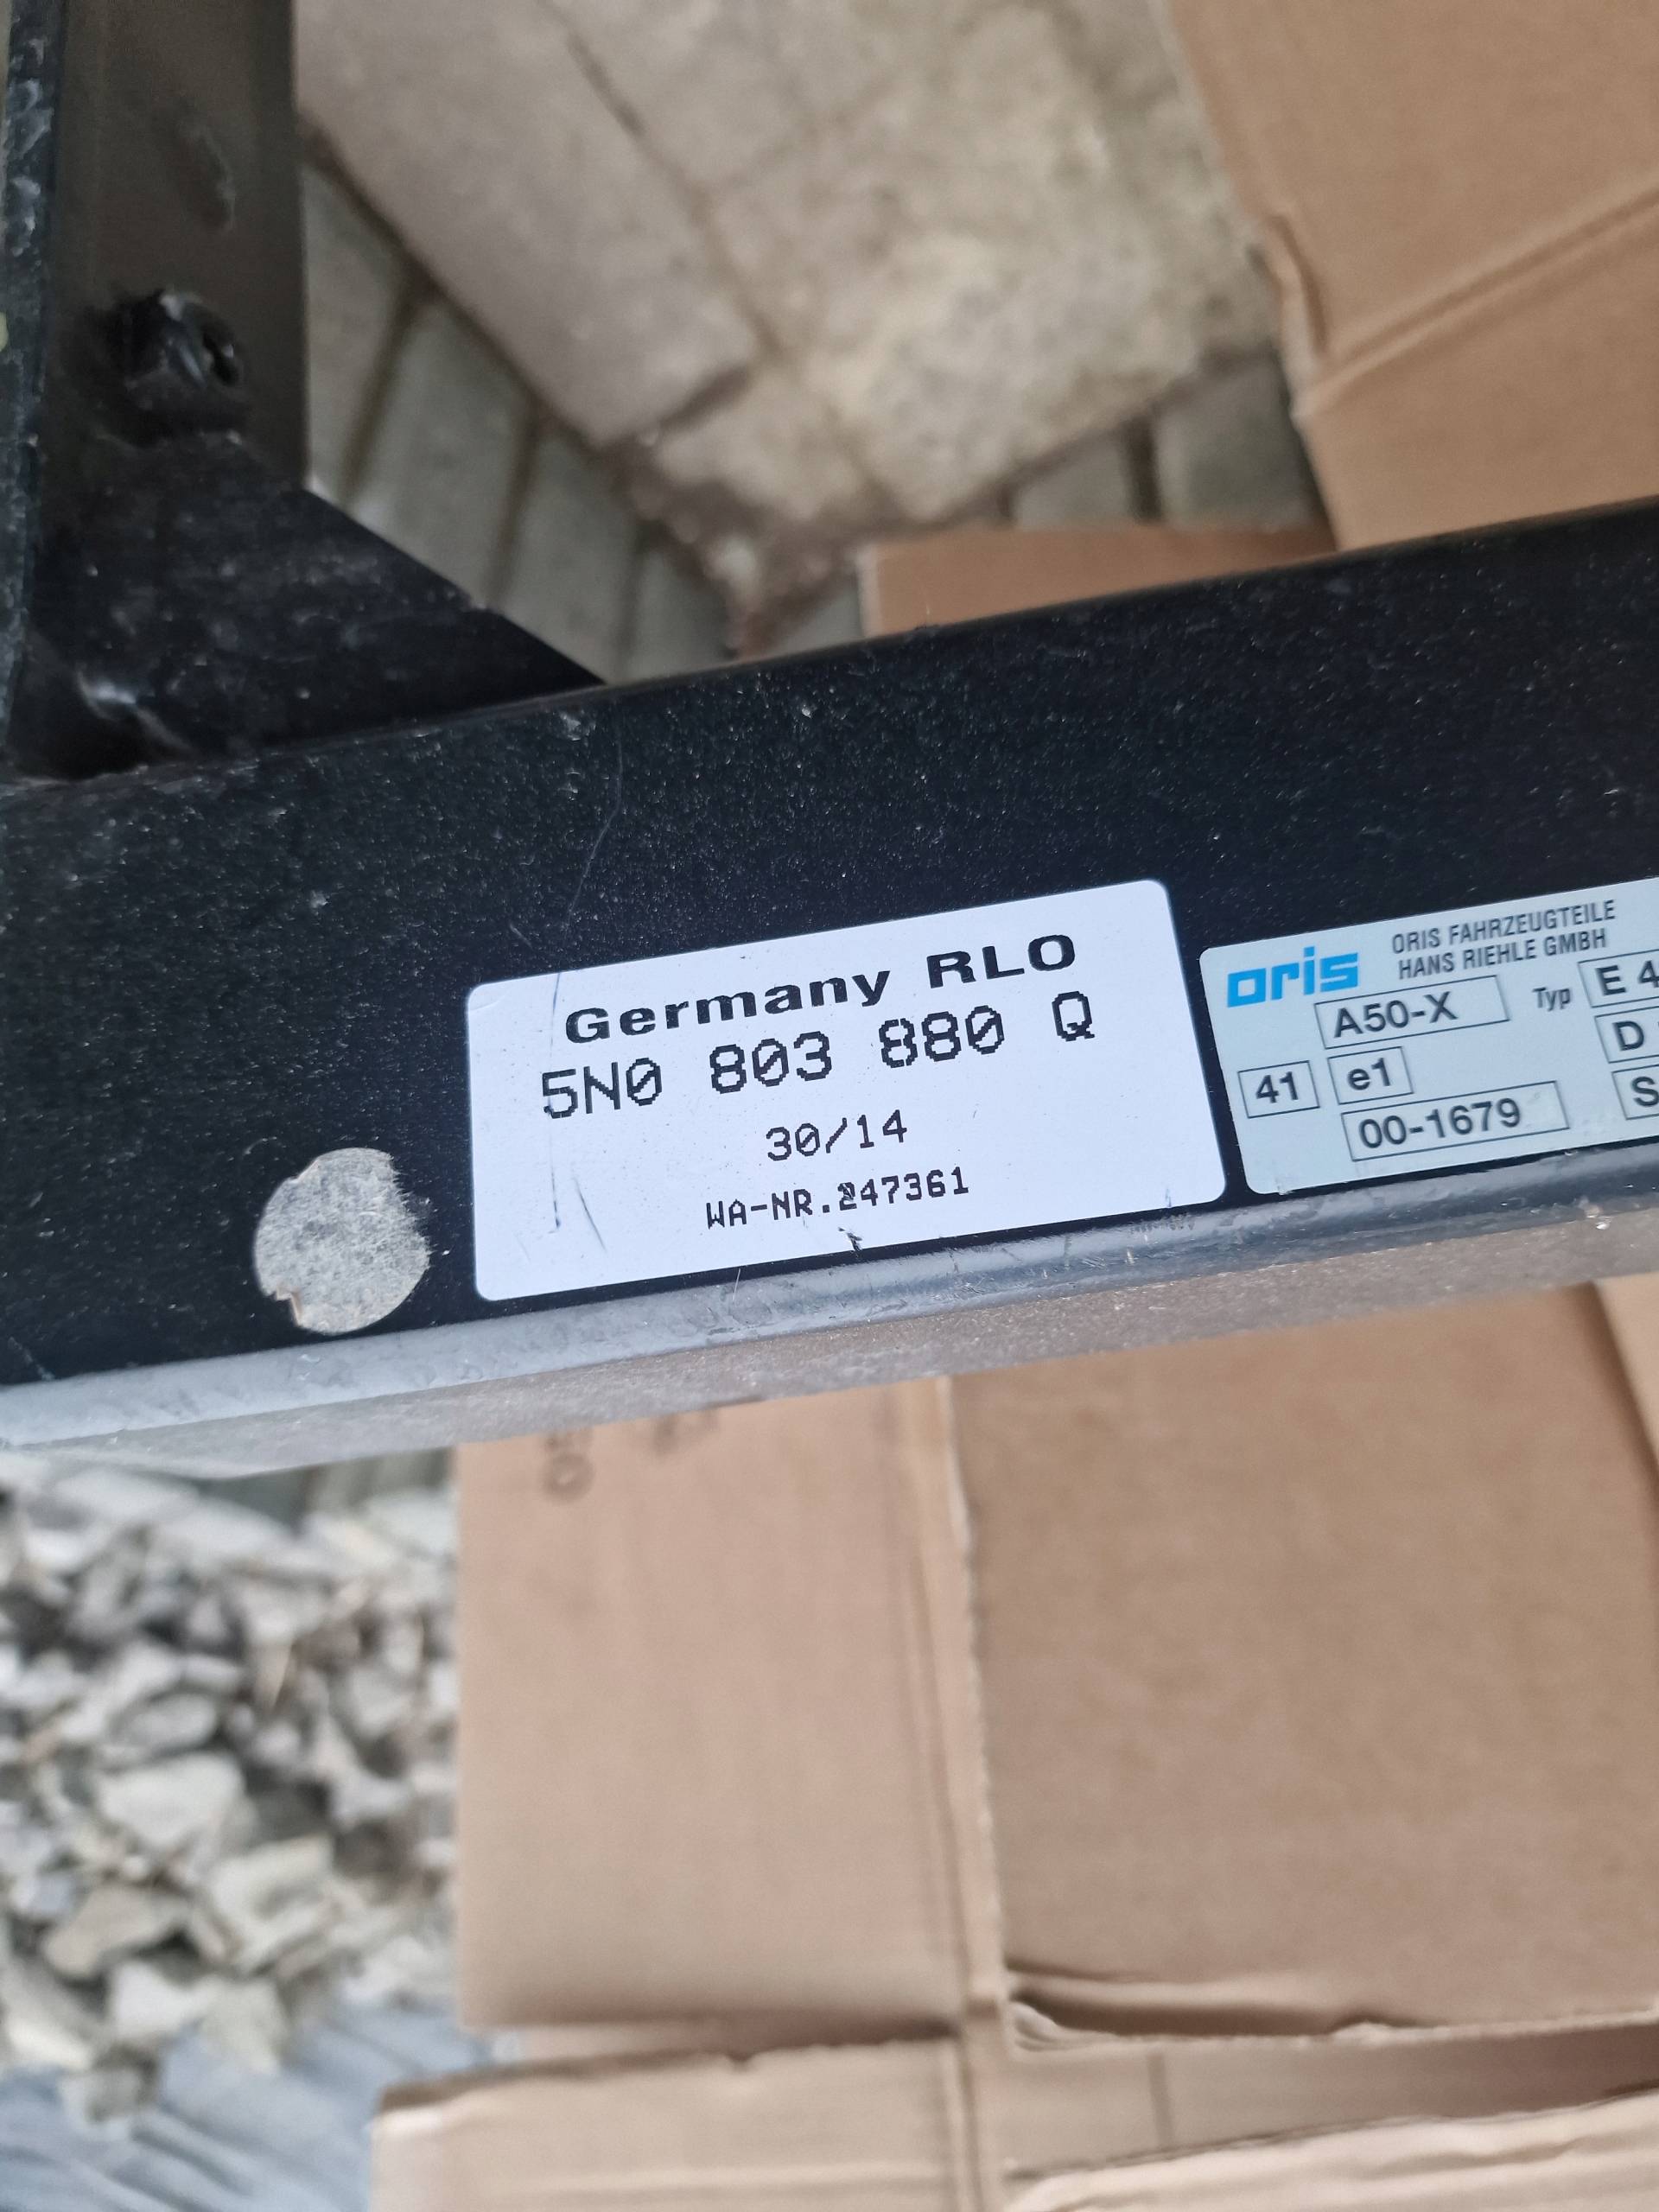 Germany RLO
5N0 803 880 Q
30/14
WA-NR.247361
oris
ORIS FAHRZEUGTEILE
HANS RIEHLE GMBH
A50-X Typ E 4
41 e1 D
00-1679 S